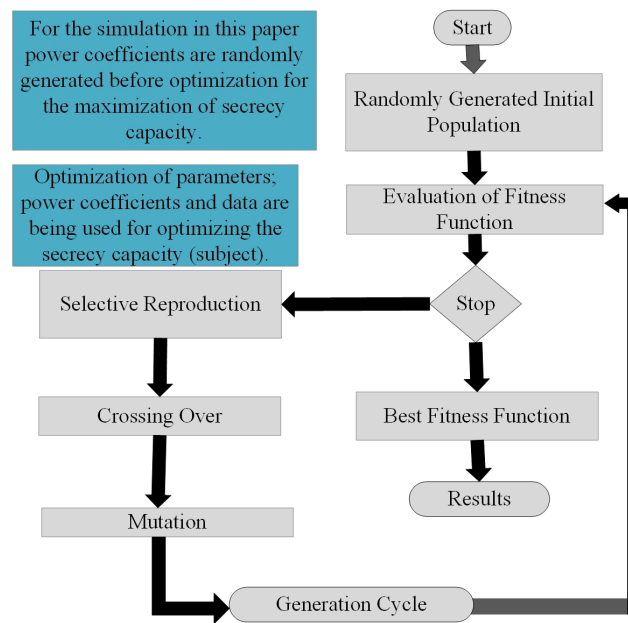 For the simulation in this paper
power coefficients are randomly
generated before optimization for
the maximization of secrecy
capacity.
Optimization of parameters;
power coefficients and data are
being used for optimizing the
secrecy capacity (subject).
Start
Randomly Generated Initial
Population
Evaluation of Fitness
Function
Stop
Selective Reproduction
Crossing Over
Mutation
Best Fitness Function
Results
Generation Cycle